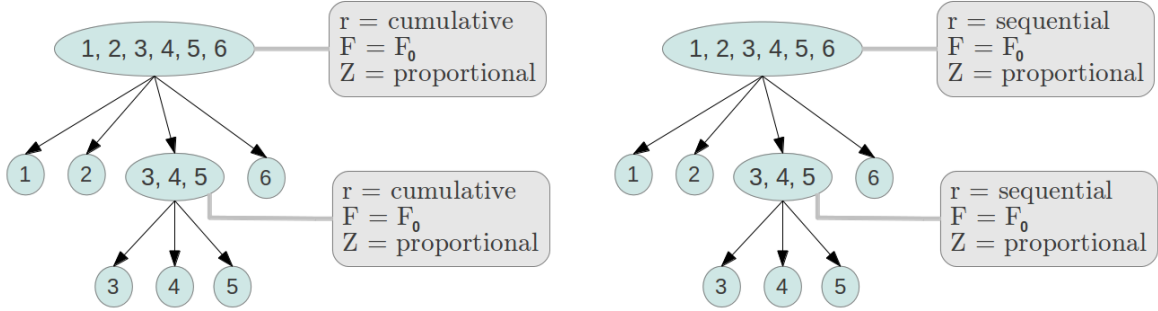 1, 2, 3, 4, 5, 6
r = cumulative
F = F₀
Z = proportional
1
2
3, 4, 5
6
r = cumulative
F = F₀
Z = proportional
3
4
5
1, 2, 3, 4, 5, 6
r = sequential
F = F₀
Z = proportional
1
2
3, 4, 5
6
r = sequential
F = F₀
Z = proportional
3
4
5